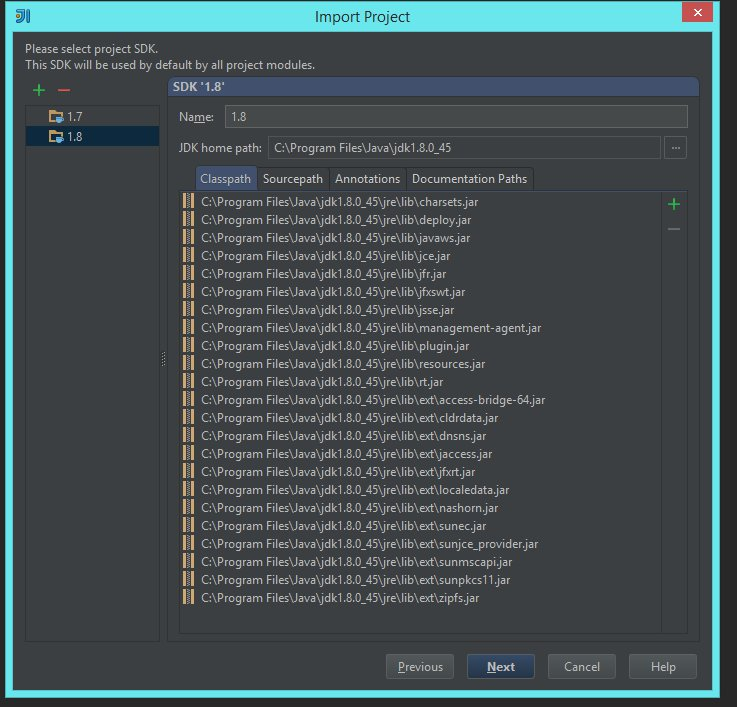 Import Project
Please select project SDK.
This SDK will be used by default by all project modules.
1.7
1.8
SDK '1.8'
Name: 1.8
JDK home path: C:\Program Files\Java\jdk1.8.0_45 ...
Classpath Sourcepath Annotations Documentation Paths
C:\Program Files\Java\jdk1.8.0_45\jre\lib\charsets.jar
C:\Program Files\Java\jdk1.8.0_45\jre\lib\deploy.jar
C:\Program Files\Java\jdk1.8.0_45\jre\lib\javaws.jar
C:\Program Files\Java\jdk1.8.0_45\jre\lib\jce.jar
C:\Program Files\Java\jdk1.8.0_45\jre\lib\jfr.jar
C:\Program Files\Java\jdk1.8.0_45\jre\lib\jfxswt.jar
C:\Program Files\Java\jdk1.8.0_45\jre\lib\jsse.jar
C:\Program Files\Java\jdk1.8.0_45\jre\lib\management-agent.jar
C:\Program Files\Java\jdk1.8.0_45\jre\lib\plugin.jar
C:\Program Files\Java\jdk1.8.0_45\jre\lib\resources.jar
C:\Program Files\Java\jdk1.8.0_45\jre\lib\rt.jar
C:\Program Files\Java\jdk1.8.0_45\jre\lib\ext\access-bridge-64.jar
C:\Program Files\Java\jdk1.8.0_45\jre\lib\ext\cldrdata.jar
C:\Program Files\Java\jdk1.8.0_45\jre\lib\ext\dnsns.jar
C:\Program Files\Java\jdk1.8.0_45\jre\lib\ext\jaccess.jar
C:\Program Files\Java\jdk1.8.0_45\jre\lib\ext\jfxrt.jar
C:\Program Files\Java\jdk1.8.0_45\jre\lib\ext\localedata.jar
C:\Program Files\Java\jdk1.8.0_45\jre\lib\ext\nashorn.jar
C:\Program Files\Java\jdk1.8.0_45\jre\lib\ext\sunec.jar
C:\Program Files\Java\jdk1.8.0_45\jre\lib\ext\sunjce_provider.jar
C:\Program Files\Java\jdk1.8.0_45\jre\lib\ext\sunmscapi.jar
C:\Program Files\Java\jdk1.8.0_45\jre\lib\ext\sunpkcs11.jar
C:\Program Files\Java\jdk1.8.0_45\jre\lib\ext\zipfs.jar
Previous Next Cancel Help